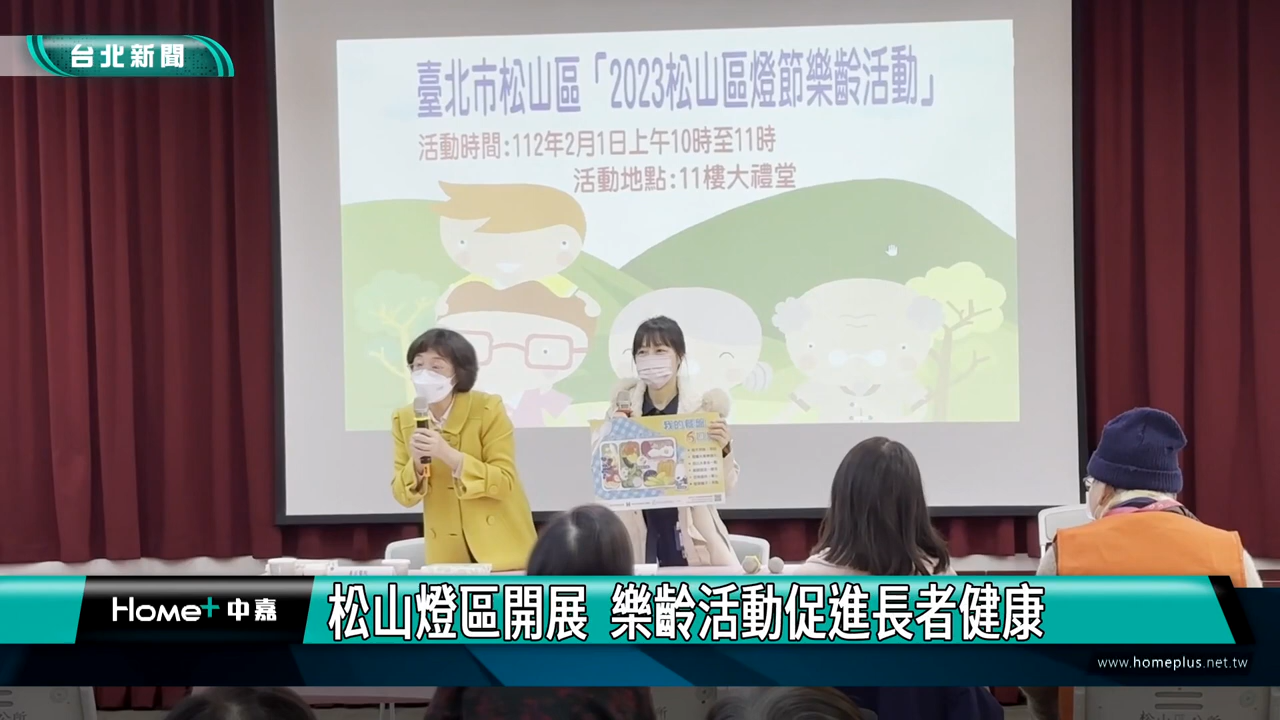 台北新聞
臺北市松山區「2023松山區燈節樂齡活動」
活動時間:112年2月1日上午10時至11時
活動地點:11樓大禮堂
我的餐盤
Home+中嘉
松山燈區開展 樂齡活動促進長者健康
www.homeplus.net.tw